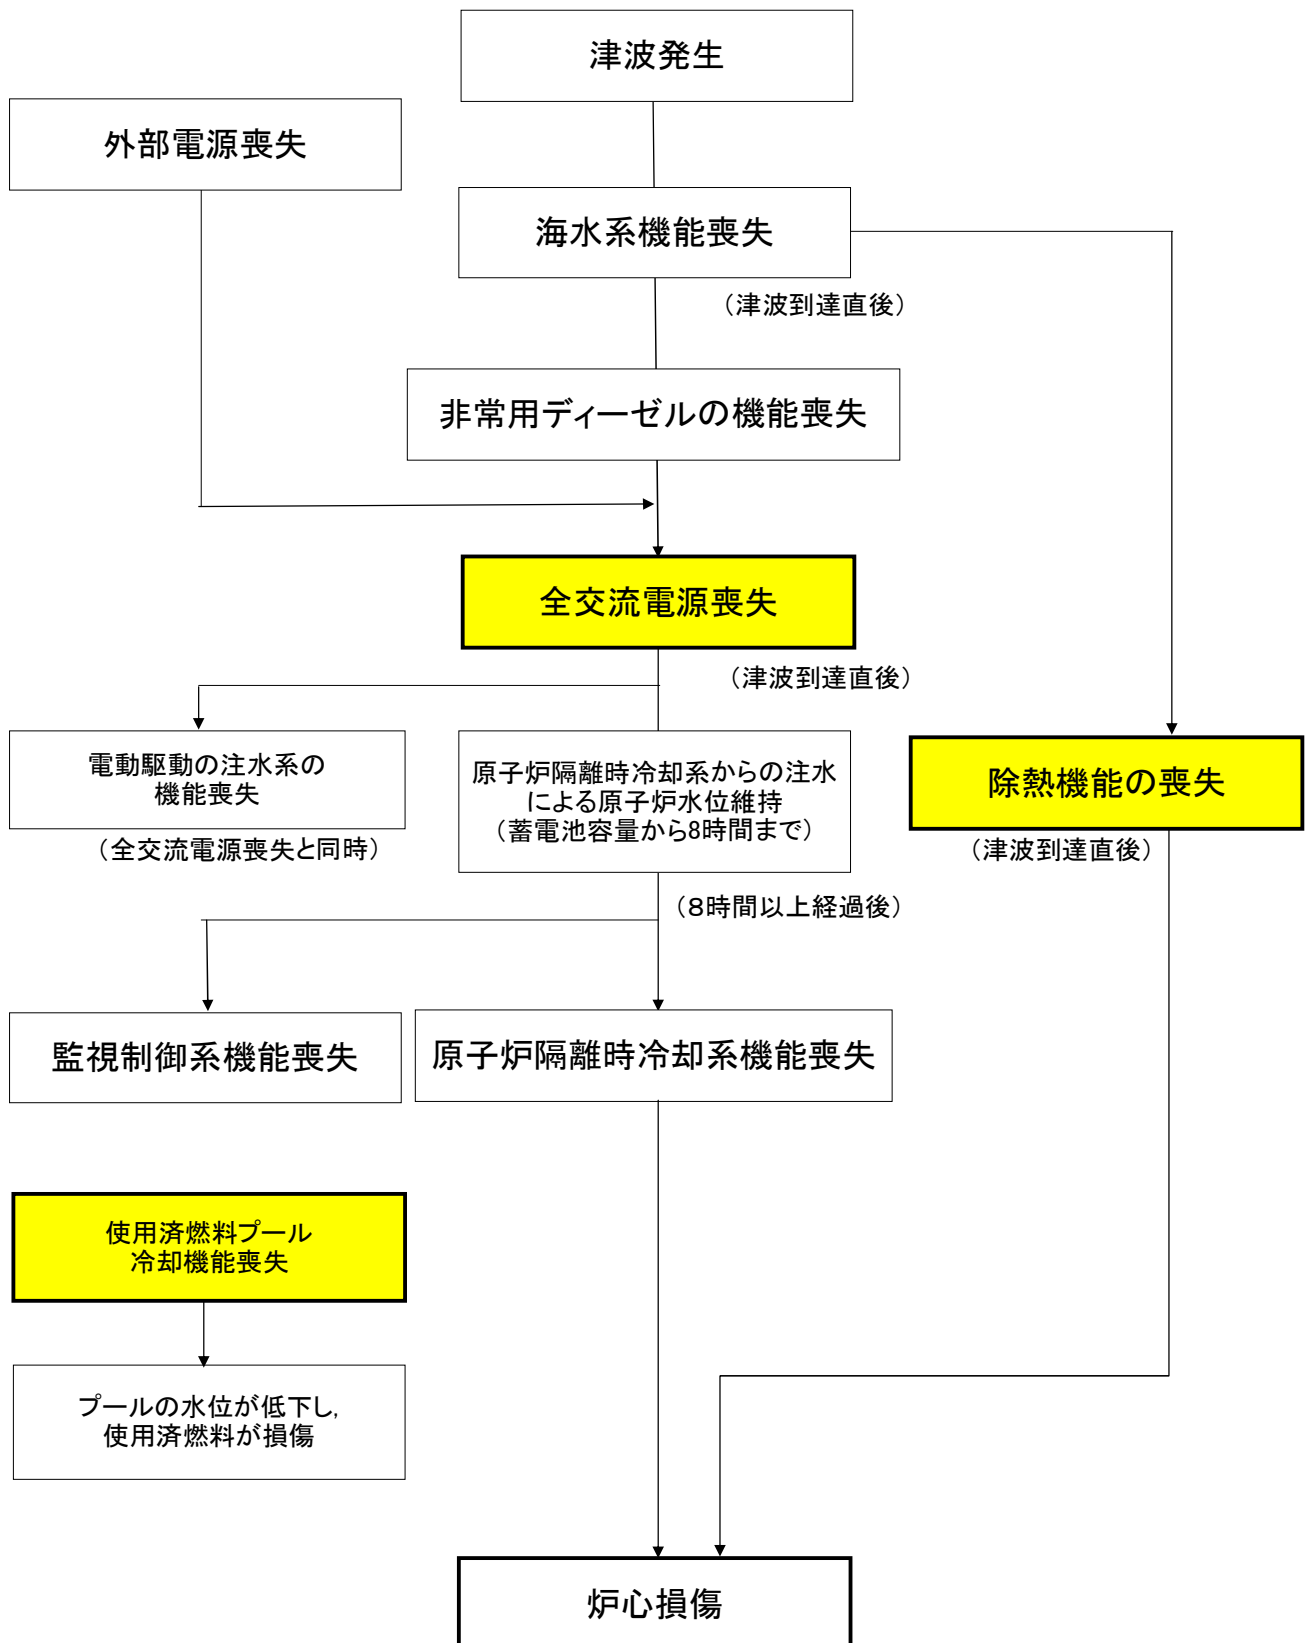 津波発生
外部電源喪失
海水系機能喪失
（津波到達直後）
非常用ディーゼルの機能喪失
全交流電源喪失
（津波到達直後）
電動駆動の注水系の
機能喪失
（全交流電源喪失と同時）
原子炉隔離時冷却系からの注水
による原子炉水位維持
（蓄電池容量から8時間まで）
除熱機能の喪失
（津波到達直後）
（８時間以上経過後）
監視制御系機能喪失
原子炉隔離時冷却系機能喪失
使用済燃料プール
冷却機能喪失
プールの水位が低下し，
使用済燃料が損傷
炉心損傷